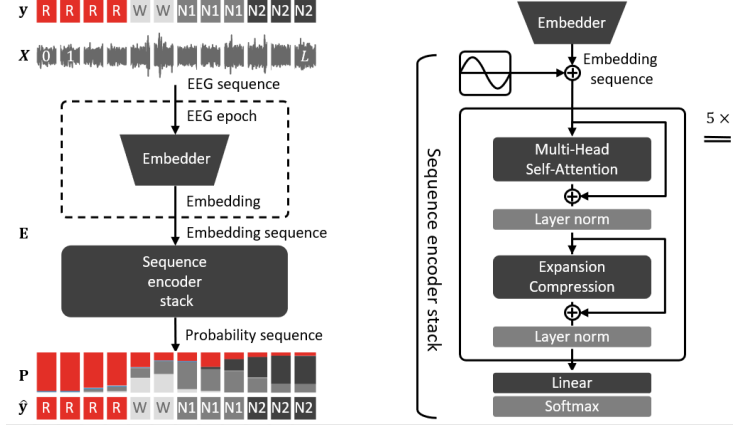 y R R R R W W N1 N1 N1 N2 N2 N2
X 0 1 L
EEG sequence
EEG epoch
Embedder
Embedding
E Embedding sequence
Sequence
encoder
stack
Probability sequence
P
ŷ R R R R W W N1 N1 N1 N2 N2 N2
Embedder
Embedding
sequence
Sequence encoder stack
5 ×
Multi-Head
Self-Attention
Layer norm
Expansion
Compression
Layer norm
Linear
Softmax